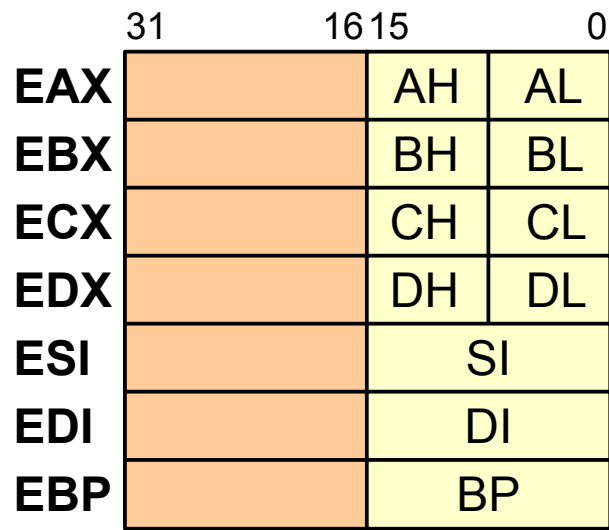 31 16 15 0
EAX AH AL
EBX BH BL
ECX CH CL
EDX DH DL
ESI SI
EDI DI
EBP BP